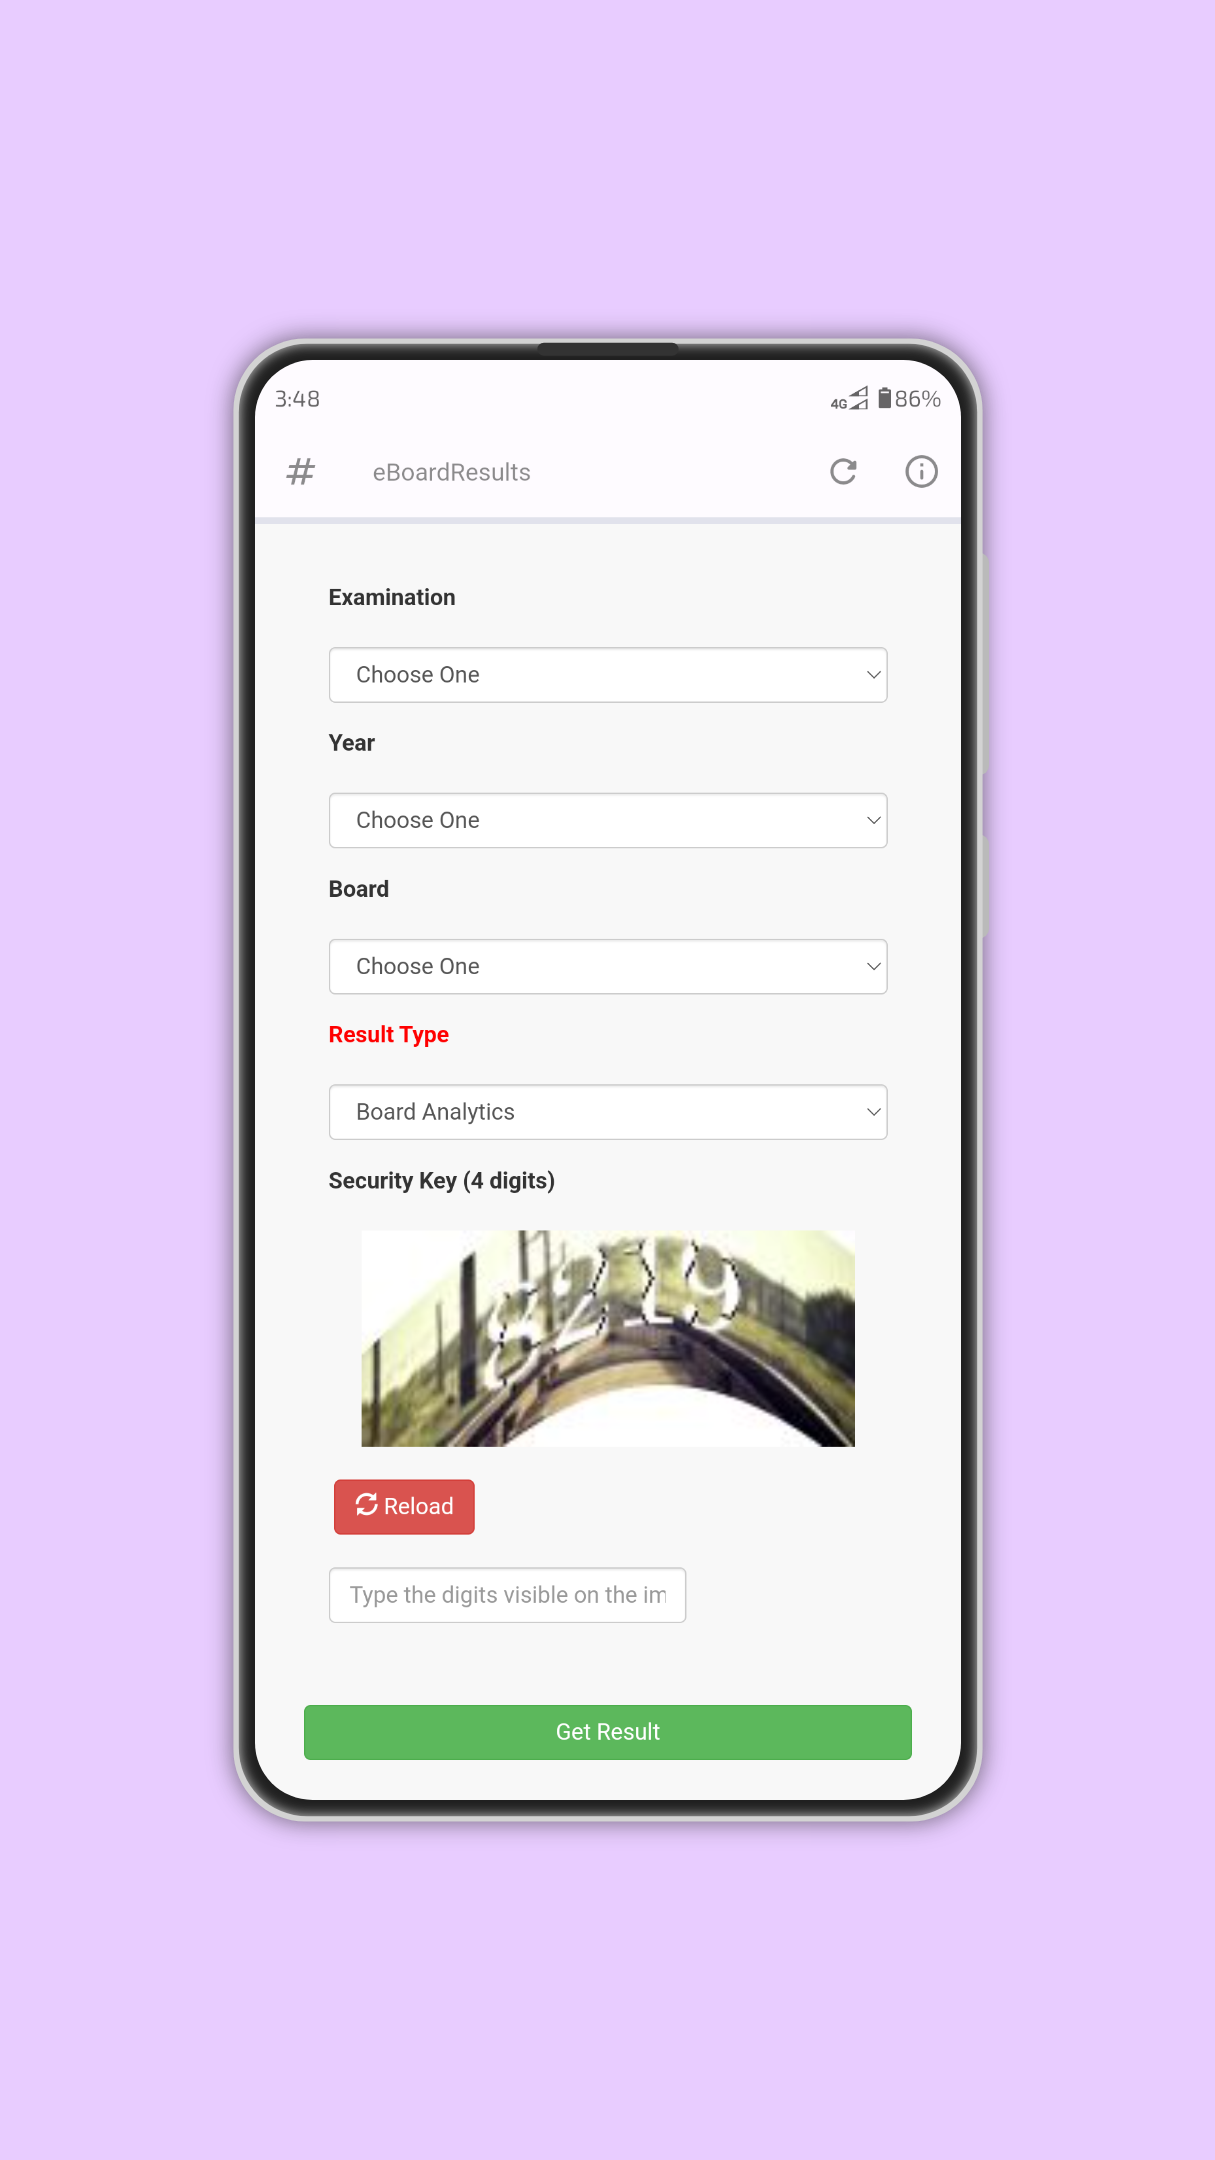 3:48
4G 86%
# eBoardResults
Examination
Choose One
Year
Choose One
Board
Choose One
Result Type
Board Analytics
Security Key (4 digits)
Reload
Type the digits visible on the im
Get Result